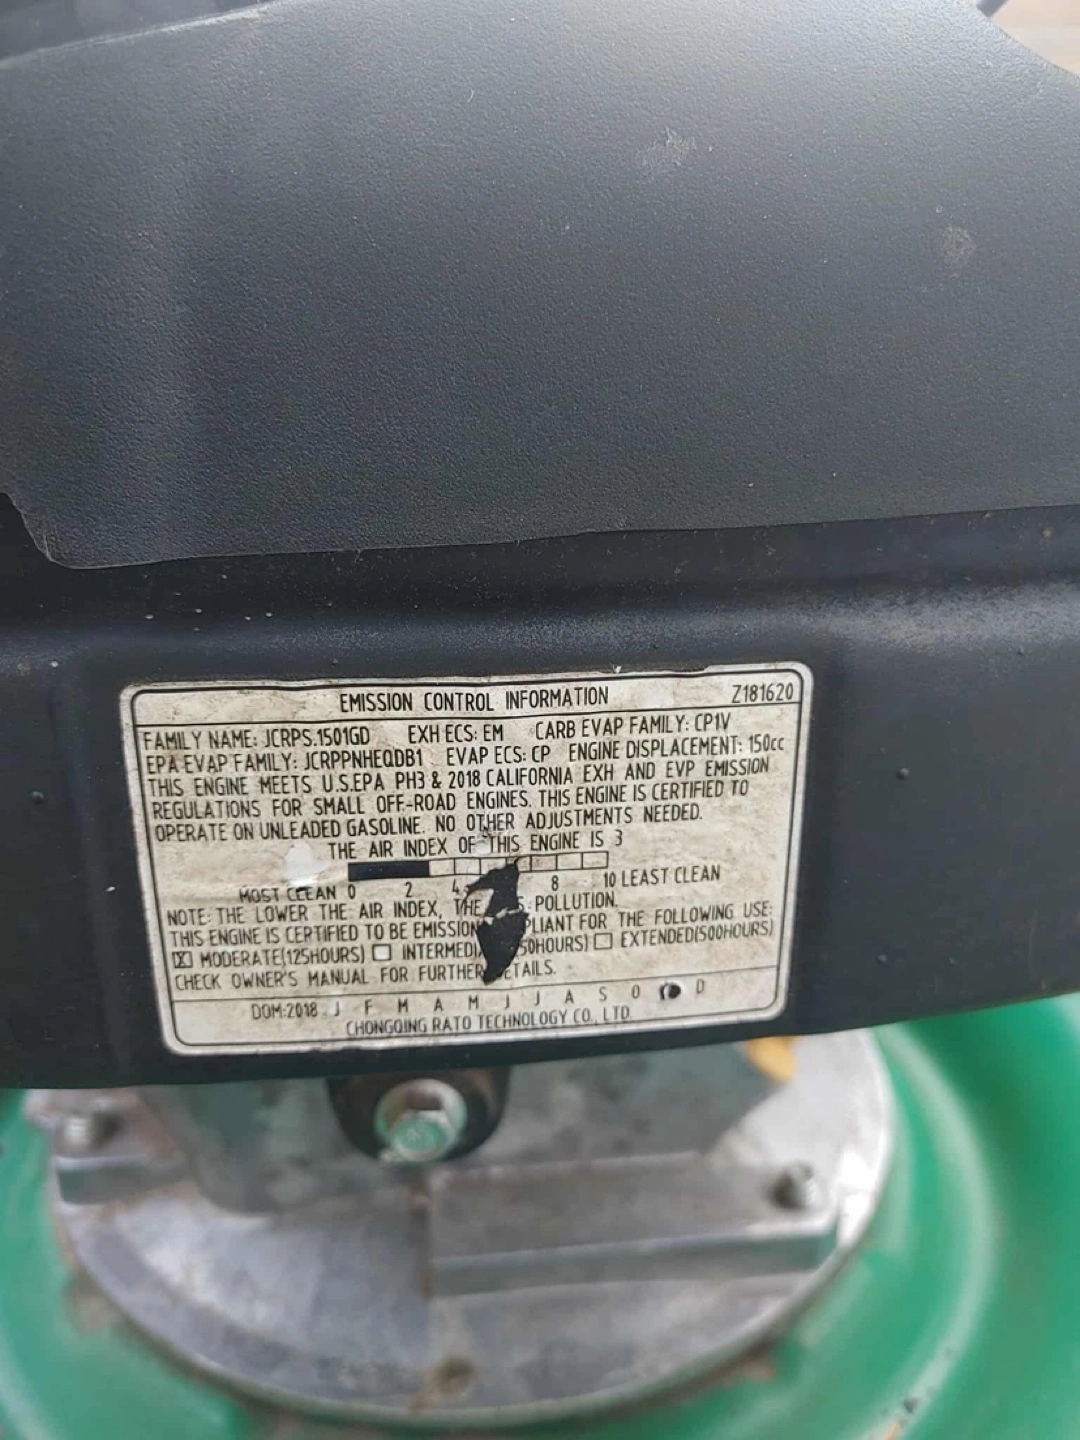 EMISSION CONTROL INFORMATION Z181620
FAMILY NAME: JCRPS.1501GD EXH ECS: EM CARB EVAP FAMILY: CP1V
EPA EVAP FAMILY: JCRPPNHEQDB1 EVAP ECS: CP ENGINE DISPLACEMENT: 150cc
THIS ENGINE MEETS U.S.EPA PH3 & 2018 CALIFORNIA EXH AND EVP EMISSION
REGULATIONS FOR SMALL OFF-ROAD ENGINES. THIS ENGINE IS CERTIFIED TO
OPERATE ON UNLEADED GASOLINE. NO OTHER ADJUSTMENTS NEEDED.
THE AIR INDEX OF THIS ENGINE IS 3
MOST CLEAN 0 2 4 8 10 LEAST CLEAN
NOTE: THE LOWER THE AIR INDEX, THE POLLUTION.
THIS ENGINE IS CERTIFIED TO BE EMISSION PLIANT FOR THE FOLLOWING USE:
☒ MODERATE(125HOURS) ☐ INTERMEDI 50HOURS) ☐ EXTENDED(500HOURS)
CHECK OWNER'S MANUAL FOR FURTHER ETAILS.
DOM:2018 J F M A M J J A S O D
CHONGQING RATO TECHNOLOGY CO., LTD.